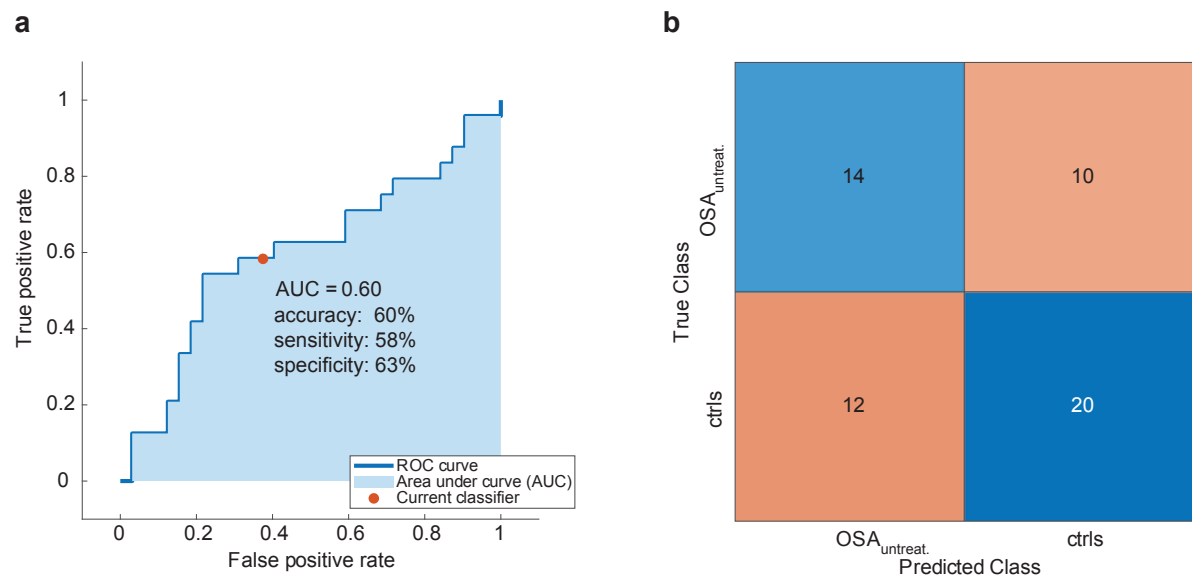 a
1
0.8
0.6
0.4
0.2
0
True positive rate
AUC = 0.60
accuracy: 60%
sensitivity: 58%
specificity: 63%
ROC curve
Area under curve (AUC)
Current classifier
0 0.2 0.4 0.6 0.8 1
False positive rate
b
True Class
OSAuntreat.
14 10
ctrls
12 20
OSAuntreat. ctrls
Predicted Class